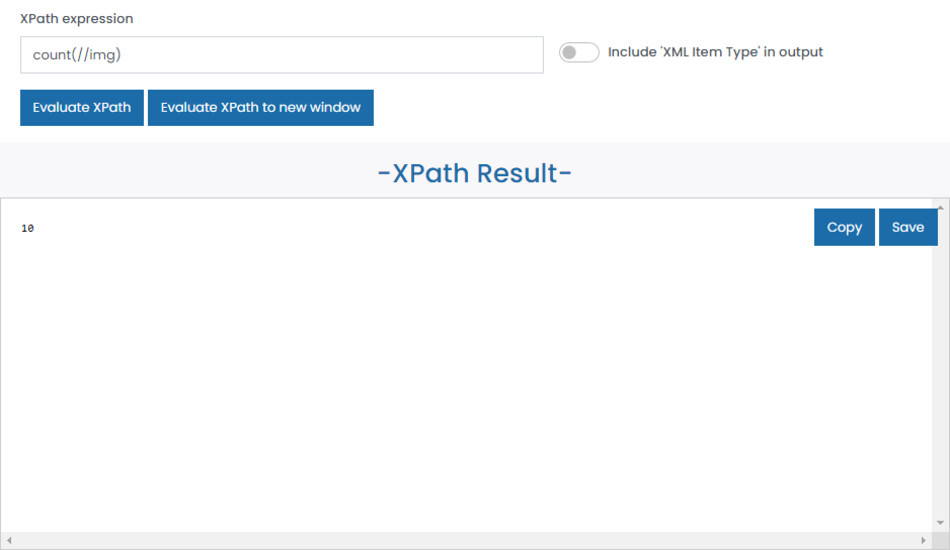 XPath expression
count(//img)
Include 'XML Item Type' in output
Evaluate XPath
Evaluate XPath to new window
-XPath Result-
10
Copy
Save